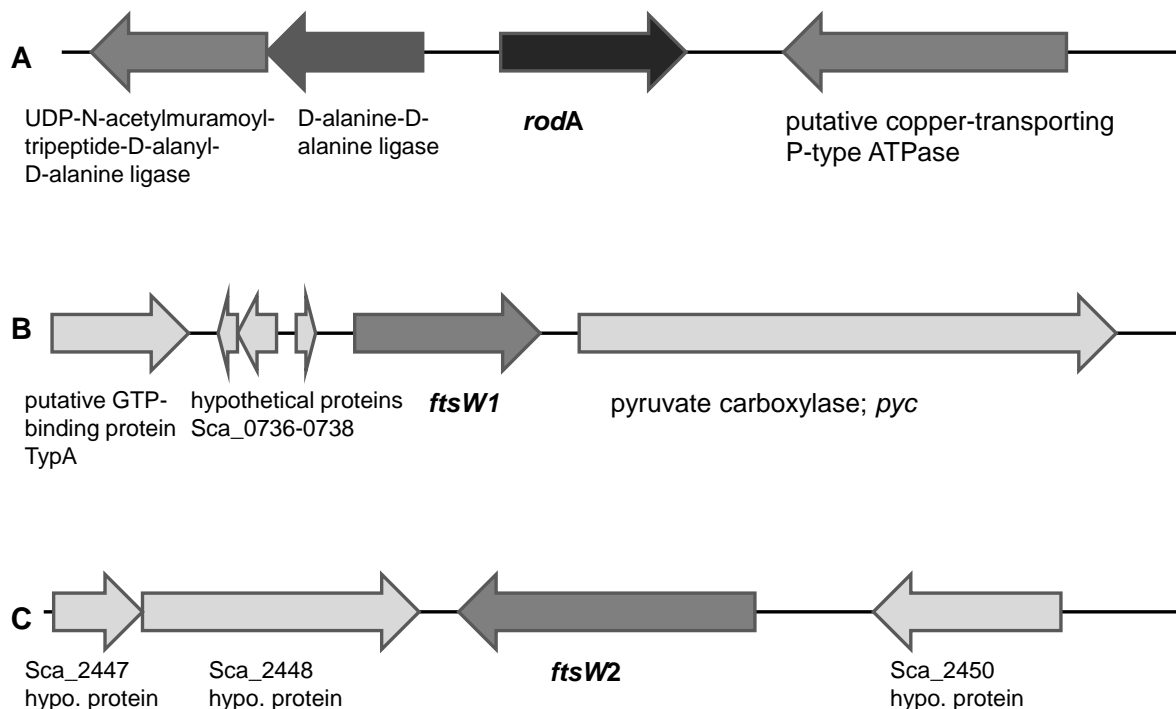 A
UDP-N-acetylmuramoyl-
tripeptide-D-alanyl-
D-alanine ligase
D-alanine-D-
alanine ligase
rodA
putative copper-transporting
P-type ATPase
B
putative GTP-
binding protein
TypA
hypothetical proteins
Sca_0736-0738
ftsW1
pyruvate carboxylase; pyc
C
Sca_2447
hypo. protein
Sca_2448
hypo. protein
ftsW2
Sca_2450
hypo. protein